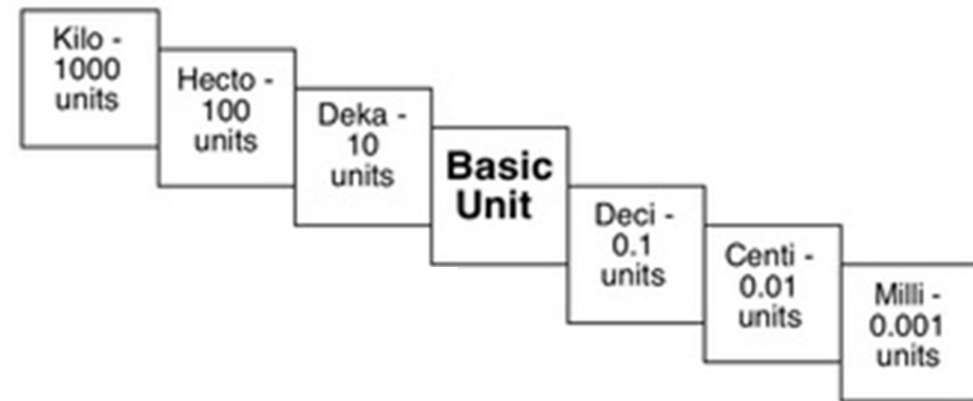 Kilo -
1000
units
Hecto -
100
units
Deka -
10
units
Basic
Unit
Deci -
0.1
units
Centi -
0.01
units
Milli -
0.001
units